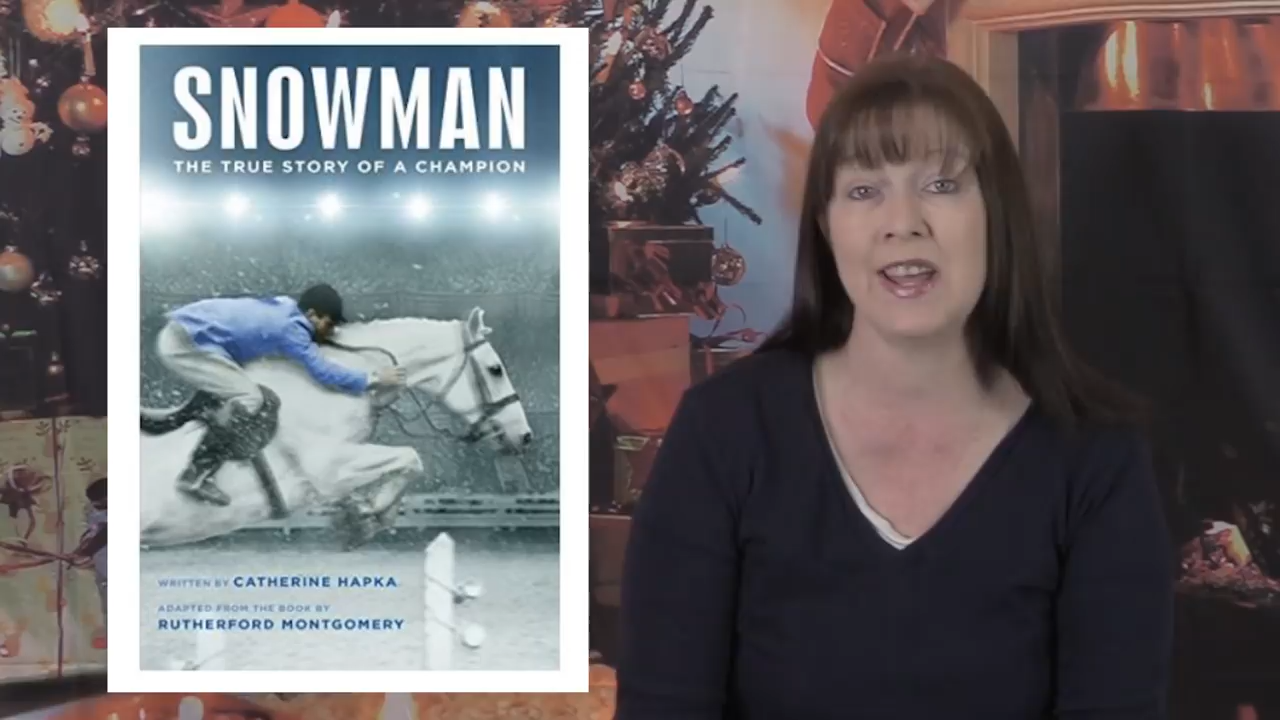 SNOWMAN
THE TRUE STORY OF A CHAMPION
WRITTEN BY CATHERINE HAPKA
ADAPTED FROM THE BOOK BY
RUTHERFORD MONTGOMERY